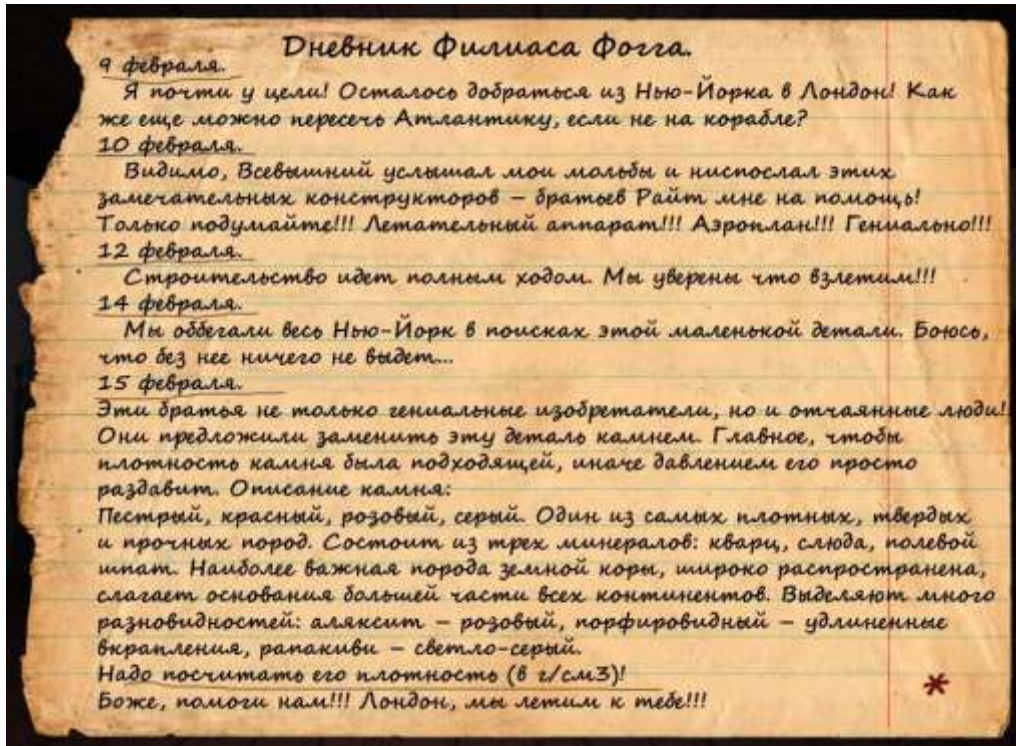 Дневник Филиаса Фогга.
9 февраля.
Я почти у цели! Осталось добраться из Нью-Йорка в Лондон! Как
же еще можно пересечь Атлантику, если не на корабле?
10 февраля.
Видимо, Всевышний услышал мои мольбы и ниспослал этих
замечательных конструкторов – братьев Райт мне на помощь!
Только подумайте!!! Летательный аппарат!!! Аэроплан!!! Гениально!!!
12 февраля.
Строительство идет полным ходом. Мы уверены что взлетим!!!
14 февраля.
Мы оббегали весь Нью-Йорк в поисках этой маленькой детали. Боюсь,
что без нее ничего не выдет...
15 февраля.
Эти братья не только гениальные изобретатели, но и отчаянные люди!
Они предложили заменить эту деталь камнем. Главное, чтобы
плотность камня была подходящей, иначе давлением его просто
раздавит. Описание камня:
Пестрый, красный, розовый, серый. Один из самых плотных, твердых
и прочных пород. Состоит из трех минералов: кварц, слюда, полевой
шпат. Наиболее важная порода земной коры, широко распространена,
слагает основания большей части всех континентов. Выделяют много
разновидностей: аляксит – розовый, порфировидный – удлиненные
вкрапления, рапакиви – светло-серый.
Надо посчитать его плотность (в г/см3)!
Боже, помоги нам!!! Лондон, мы летим к тебе!!!
*